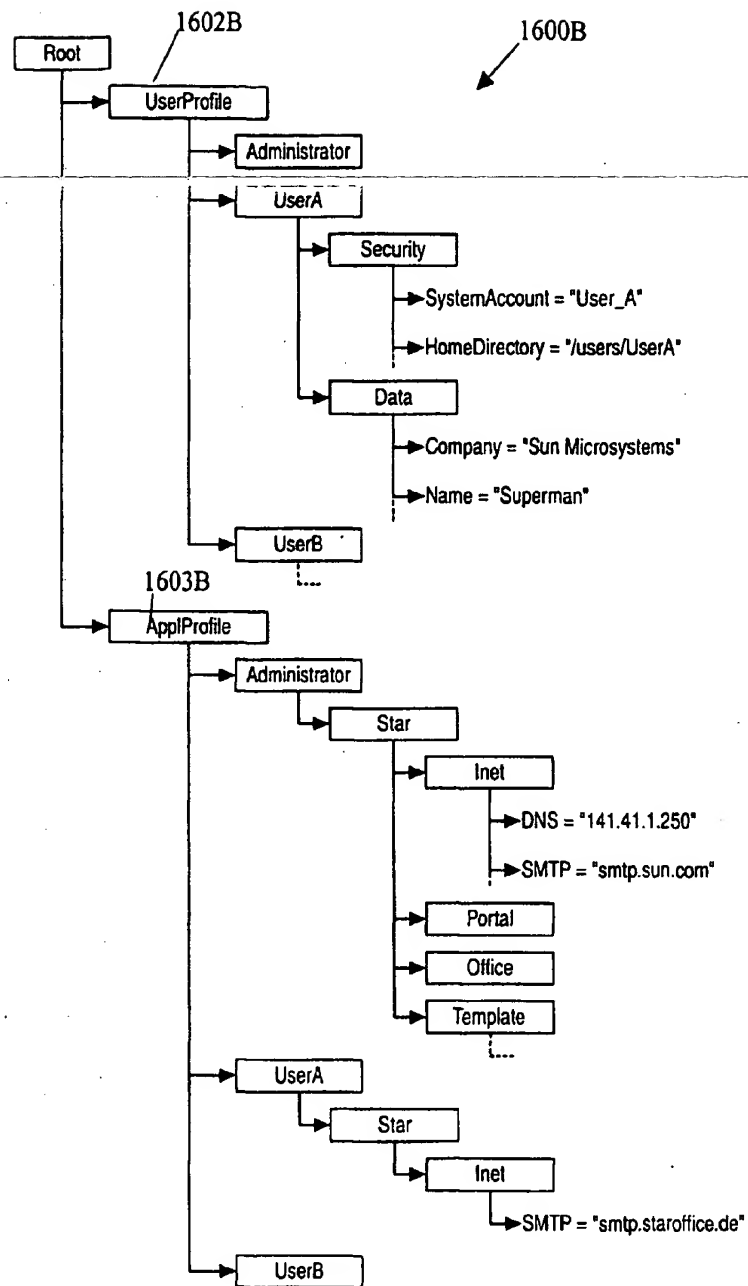 1602B
1600B
Root
UserProfile
Administrator
UserA
Security
SystemAccount = "User_A"
HomeDirectory = "/users/UserA"
Data
Company = "Sun Microsystems"
Name = "Superman"
UserB
1603B
ApplProfile
Administrator
Star
Inet
DNS = "141.41.1.250"
SMTP = "smtp.sun.com"
Portal
Office
Template
UserA
Star
Inet
SMTP = "smtp.staroffice.de"
UserB